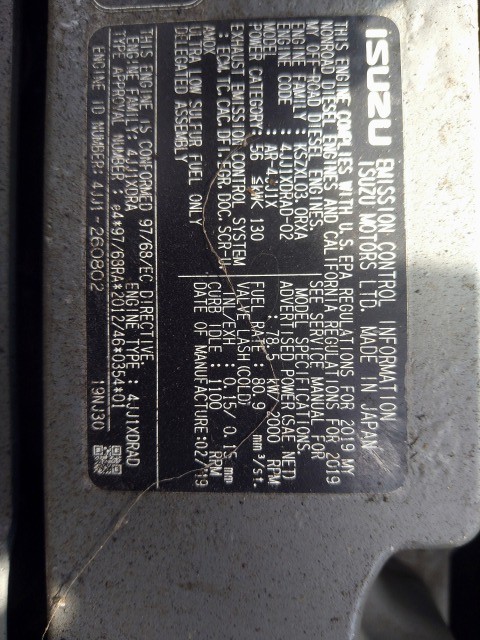 ISUZU EMISSION CONTROL INFORMATION
ISUZU MOTORS LTD. MADE IN JAPAN
THIS ENGINE COMPLIES WITH U.S. EPA REGULATIONS FOR 2019 MY
NONROAD DIESEL ENGINES AND CALIFORNIA REGULATIONS FOR 2019
MY OFF-ROAD DIESEL ENGINES.
ENGINE FAMILY : KSZXL03.0RXA
ENGINE CODE : 4JJ1XDRAD-02
MODEL : AR-4JJ1X
POWER CATEGORY: 56 ≦kW< 130
EXHAUST EMISSION CONTROL SYSTEM
: ECM, TC, CAC, DFI, EGR, DOC, SCR-U,
AMOX
ULTRA LOW SULFUR FUEL ONLY
DELEGATED ASSEMBLY
SEE SERVICE MANUAL FOR
MODEL SPECIFICATIONS.
ADVERTISED POWER(SAE NET)
: 78.5 kW/2000 RPM
FUEL RATE: 80.9 mm³/st.
VALVE LASH(COLD)
IN/EXH: 0.15/ 0.15 mm
CURB IDLE: 1100 RPM
DATE OF MANUFACTURE:02/2019
THIS ENGINE IS CONFORMED 97/68/EC DIRECTIVE.
ENGINE FAMILY: 4JJ1XDRA ENGINE TYPE: 4JJ1XDRAD
TYPE APPROVAL NUMBER: e4*97/63RA*2012/46*0354*01
ENGINE ID NUMBER: 4JJ1-260802 19NJ30